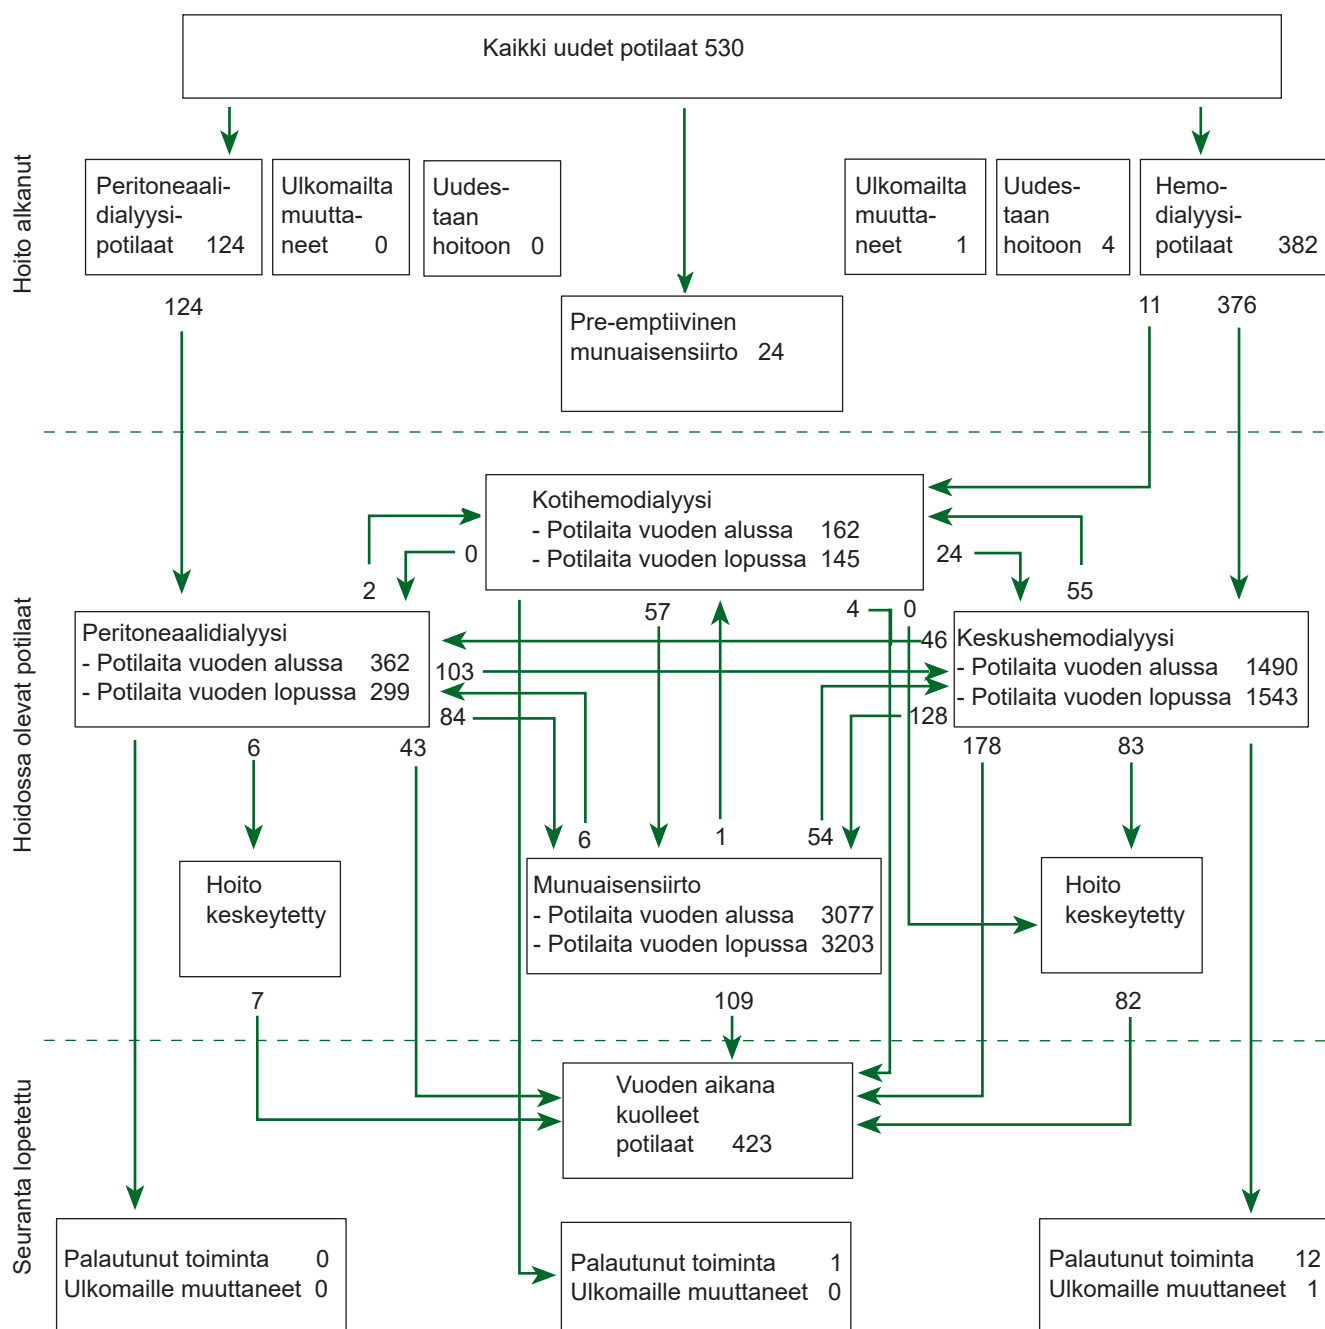 Kaikki uudet potilaat 530
Hoito alkanut
Peritoneaali-
dialyysi-
potilaat 124
Ulkomailta
muutta-
neet 0
Uudes-
taan
hoitoon 0
Ulkomailta
muutta-
neet 1
Uudes-
taan
hoitoon 4
Hemo-
dialyysi-
potilaat 382
124
11
376
Pre-emptiivinen
munuaisensiirto 24
Hoidossa olevat potilaat
Kotihemodialyysi
- Potilaita vuoden alussa 162
- Potilaita vuoden lopussa 145
0
24
2
55
57
4
0
Peritoneaalidialyysi
- Potilaita vuoden alussa 362
- Potilaita vuoden lopussa 299
46
103
84
128
Keskushemodialyysi
- Potilaita vuoden alussa 1490
- Potilaita vuoden lopussa 1543
6
43
178
83
6
1
54
Hoito
keskeytetty
Munuaisensiirto
- Potilaita vuoden alussa 3077
- Potilaita vuoden lopussa 3203
Hoito
keskeytetty
7
109
82
Seuranta lopetettu
Vuoden aikana
kuolleet
potilaat 423
Palautunut toiminta 0
Ulkomaille muuttaneet 0
Palautunut toiminta 1
Ulkomaille muuttaneet 0
Palautunut toiminta 12
Ulkomaille muuttaneet 1